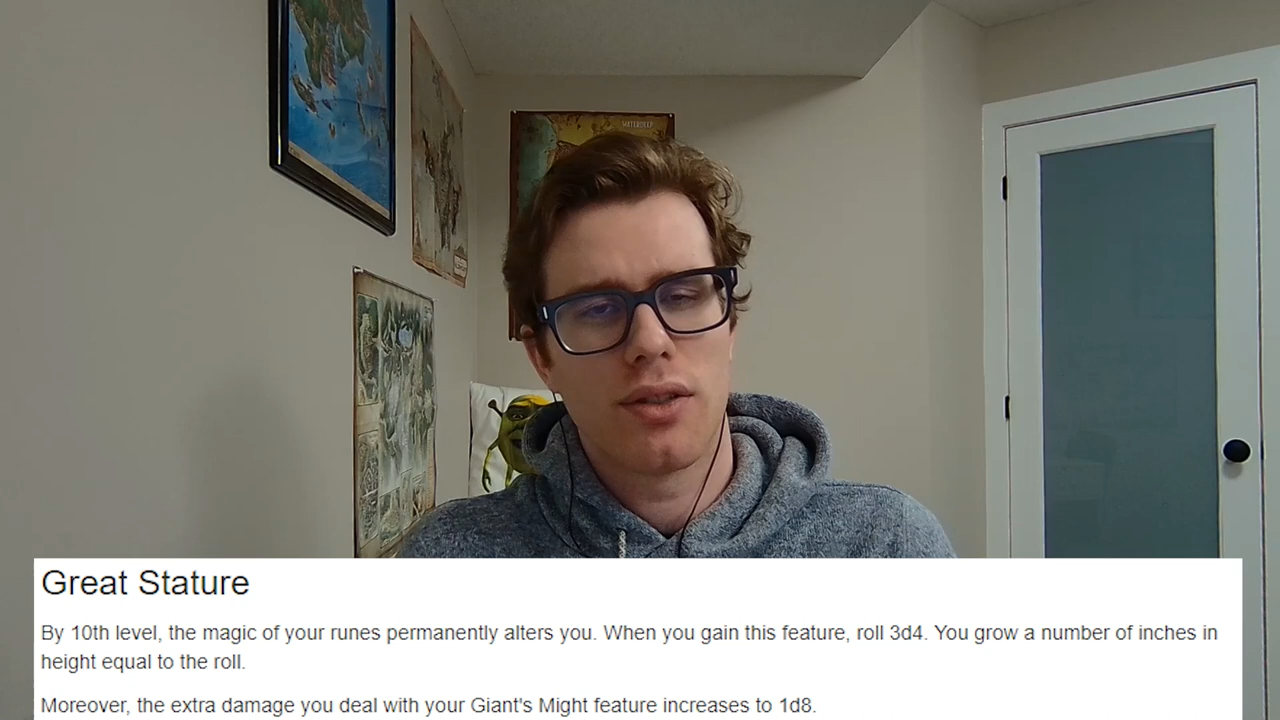 WATERDEEP
Great Stature
By 10th level, the magic of your runes permanently alters you. When you gain this feature, roll 3d4. You grow a number of inches in
height equal to the roll.
Moreover, the extra damage you deal with your Giant's Might feature increases to 1d8.